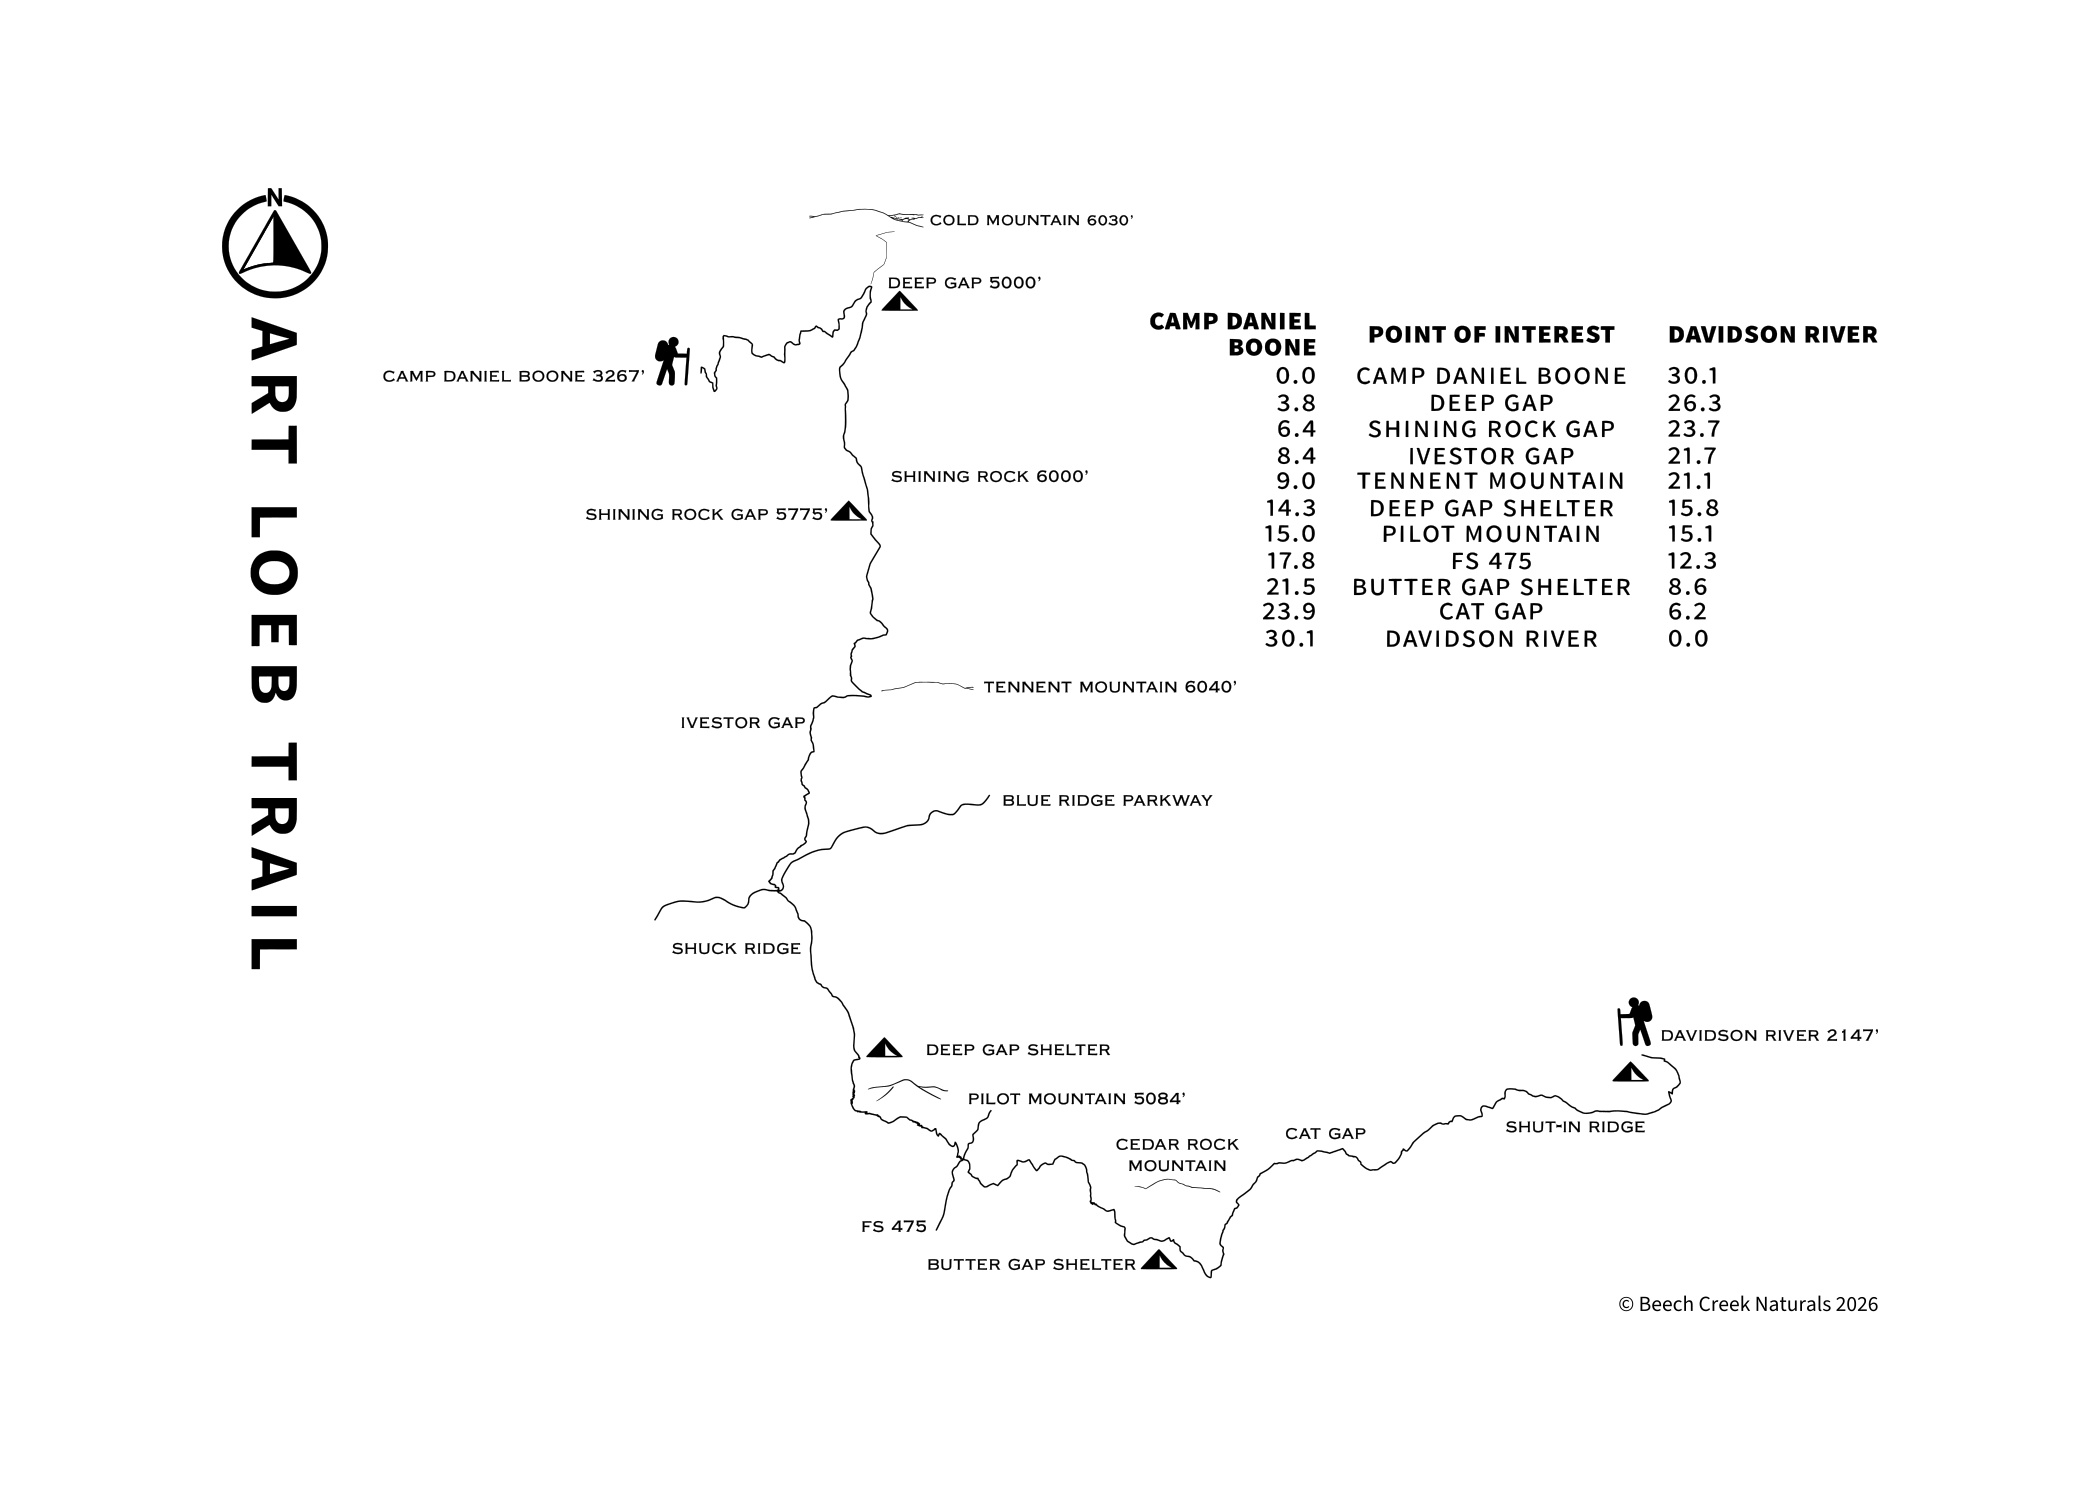 N
ART LOEB TRAIL
COLD MOUNTAIN 6030’
DEEP GAP 5000’
CAMP DANIEL BOONE 3267’
SHINING ROCK 6000’
SHINING ROCK GAP 5775’
TENNENT MOUNTAIN 6040’
IVESTOR GAP
BLUE RIDGE PARKWAY
SHUCK RIDGE
DEEP GAP SHELTER
PILOT MOUNTAIN 5084’
FS 475
BUTTER GAP SHELTER
CEDAR ROCK
MOUNTAIN
CAT GAP
SHUT-IN RIDGE
DAVIDSON RIVER 2147’
CAMP DANIEL
BOONE
POINT OF INTEREST DAVIDSON RIVER
0.0 CAMP DANIEL BOONE 30.1
3.8 DEEP GAP 26.3
6.4 SHINING ROCK GAP 23.7
8.4 IVESTOR GAP 21.7
9.0 TENNENT MOUNTAIN 21.1
14.3 DEEP GAP SHELTER 15.8
15.0 PILOT MOUNTAIN 15.1
17.8 FS 475 12.3
21.5 BUTTER GAP SHELTER 8.6
23.9 CAT GAP 6.2
30.1 DAVIDSON RIVER 0.0
© Beech Creek Naturals 2026